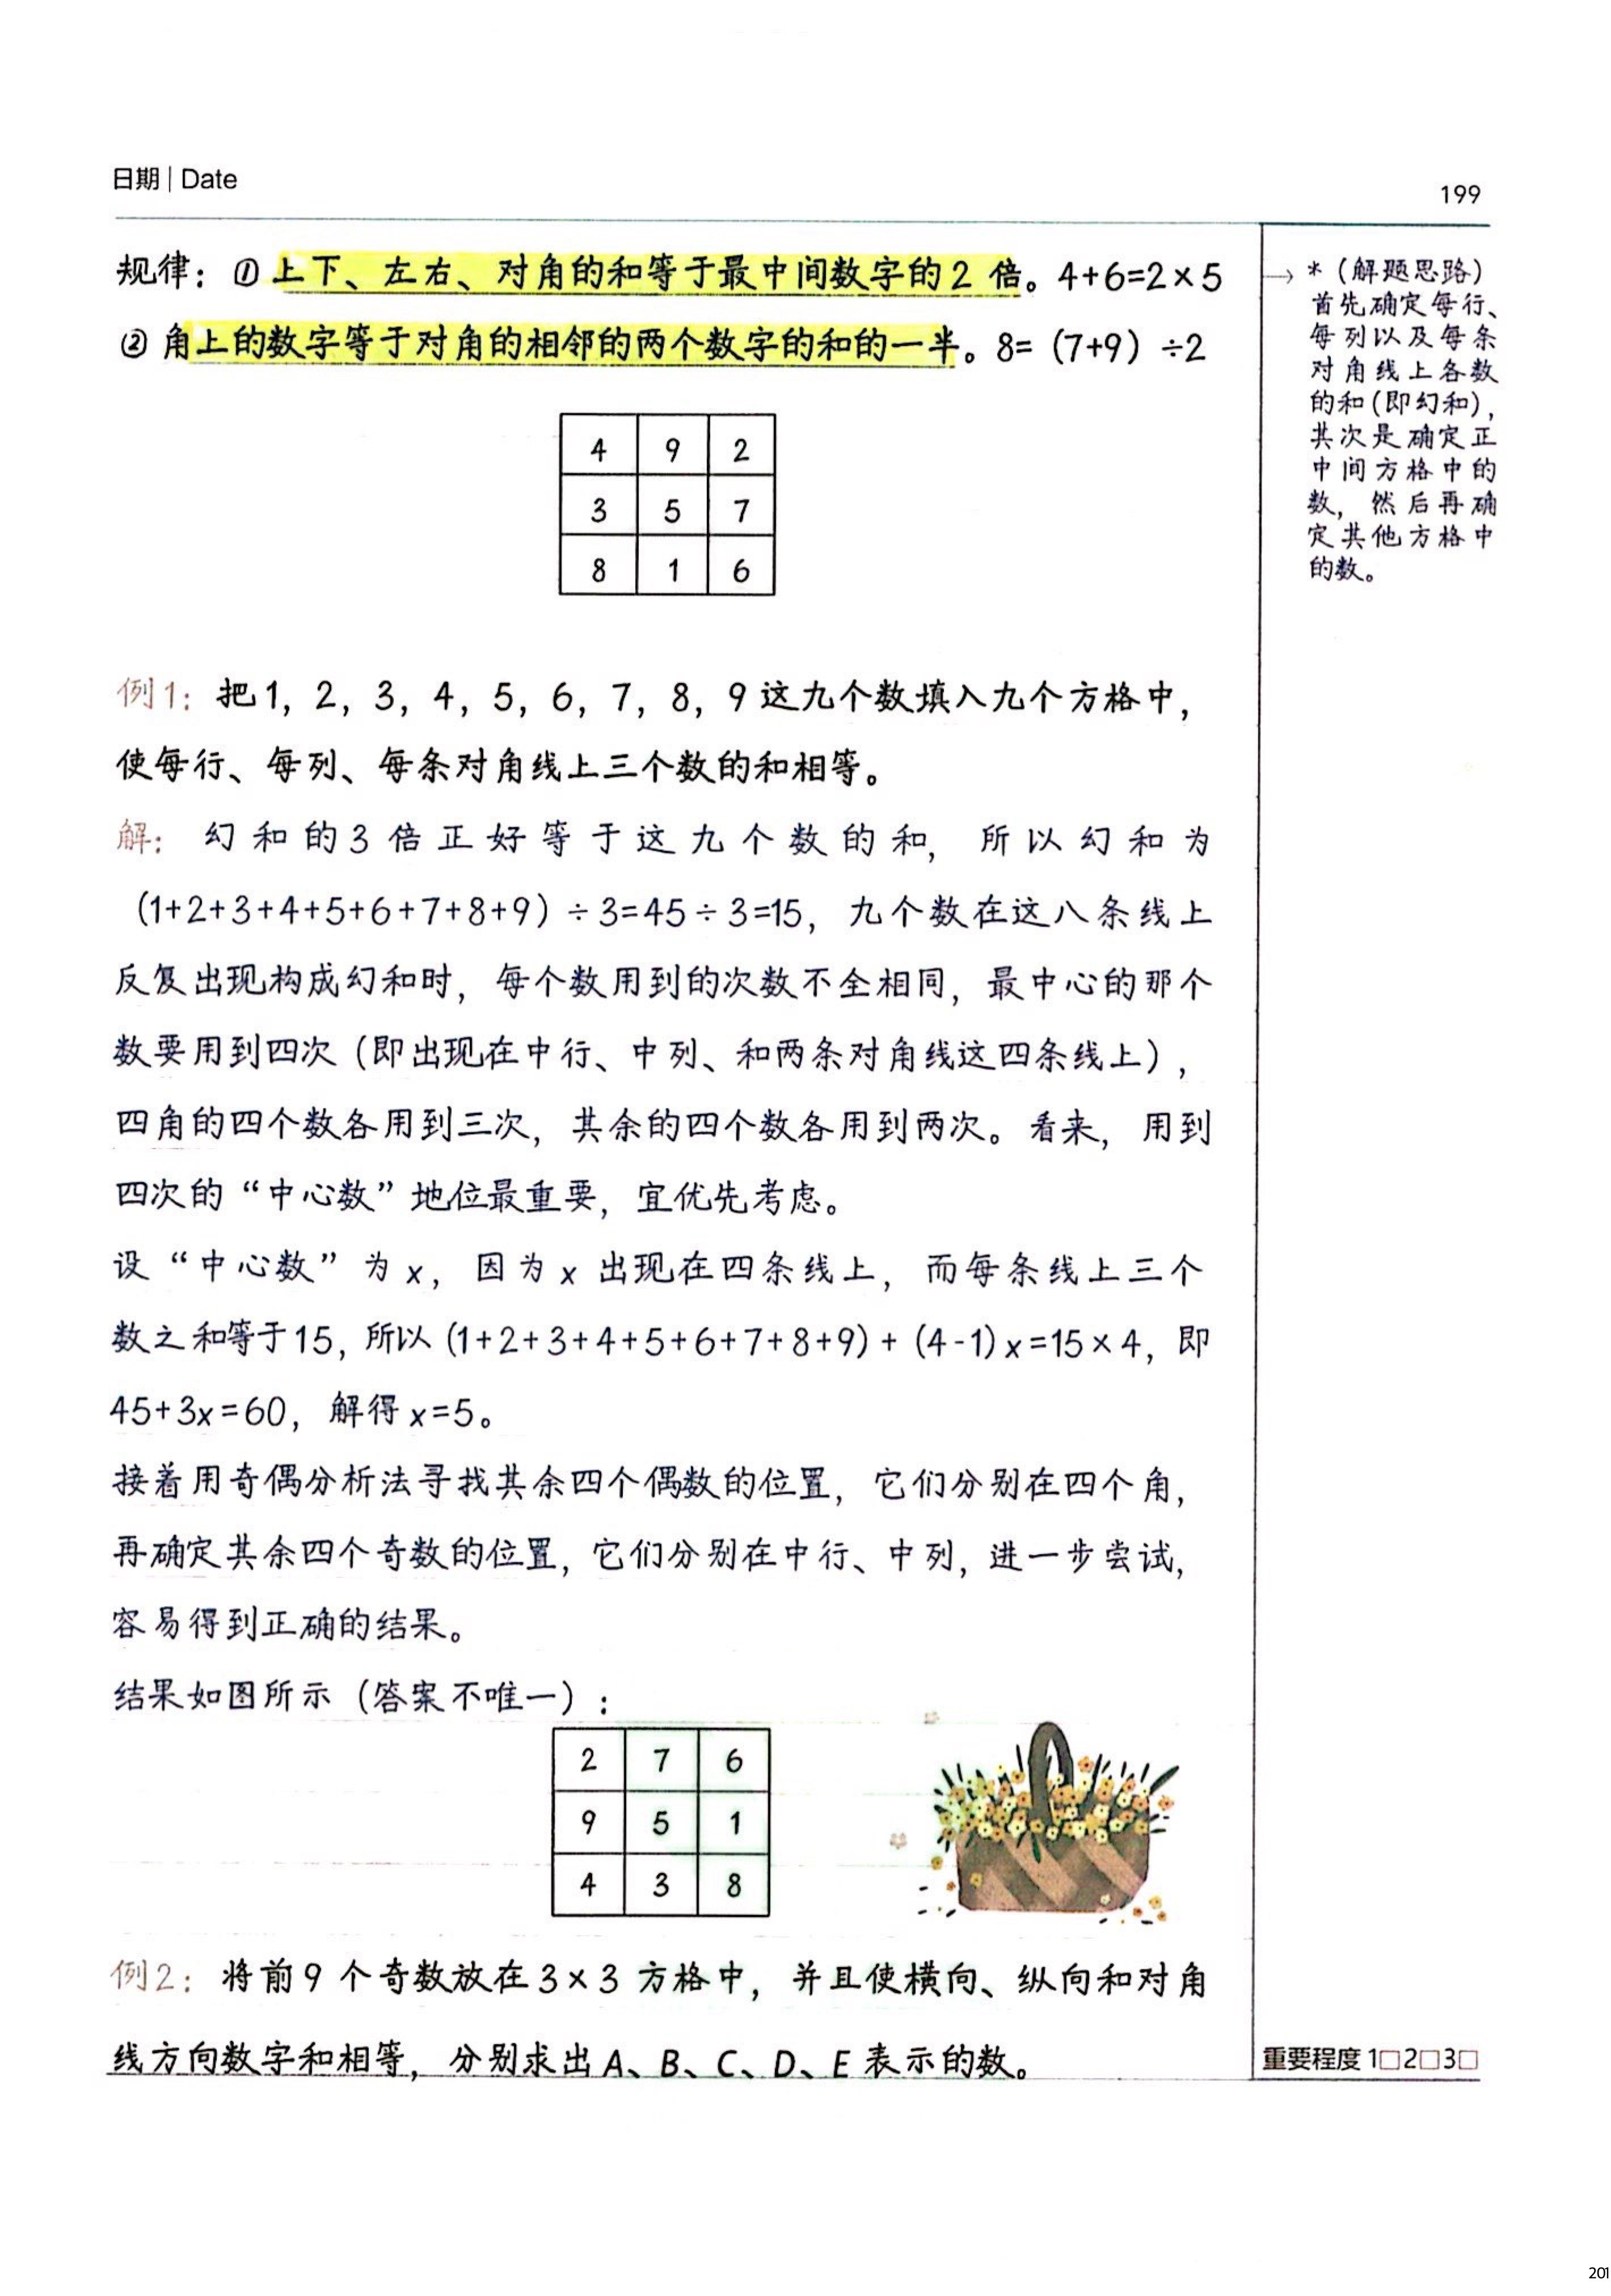 日期 | Date
199
规律：① 上下、左右、对角的和等于最中间数字的2倍。4+6=2×5
② 角上的数字等于对角的相邻的两个数字的和的一半。8=（7+9）÷2
4 9 2
3 5 7
8 1 6
→ *（解题思路）
首先确定每行、
每列以及每条
对角线上各数
的和(即幻和)，
其次是确定正
中间方格中的
数，然后再确
定其他方格中
的数。
例1：把1，2，3，4，5，6，7，8，9这九个数填入九个方格中，
使每行、每列、每条对角线上三个数的和相等。
解：幻和的3倍正好等于这九个数的和，所以幻和为
（1+2+3+4+5+6+7+8+9）÷3=45÷3=15，九个数在这八条线上
反复出现构成幻和时，每个数用到的次数不全相同，最中心的那个
数要用到四次（即出现在中行、中列、和两条对角线这四条线上），
四角的四个数各用到三次，其余的四个数各用到两次。看来，用到
四次的“中心数”地位最重要，宜优先考虑。
设“中心数”为x，因为x出现在四条线上，而每条线上三个
数之和等于15，所以(1+2+3+4+5+6+7+8+9)+(4-1)x=15×4，即
45+3x=60，解得x=5。
接着用奇偶分析法寻找其余四个偶数的位置，它们分别在四个角，
再确定其余四个奇数的位置，它们分别在中行、中列，进一步尝试，
容易得到正确的结果。
结果如图所示（答案不唯一）：
2 7 6
9 5 1
4 3 8
例2：将前9个奇数放在3×3方格中，并且使横向、纵向和对角
线方向数字和相等，分别求出A、B、C、D、E表示的数。
重要程度 1□2□3□
201